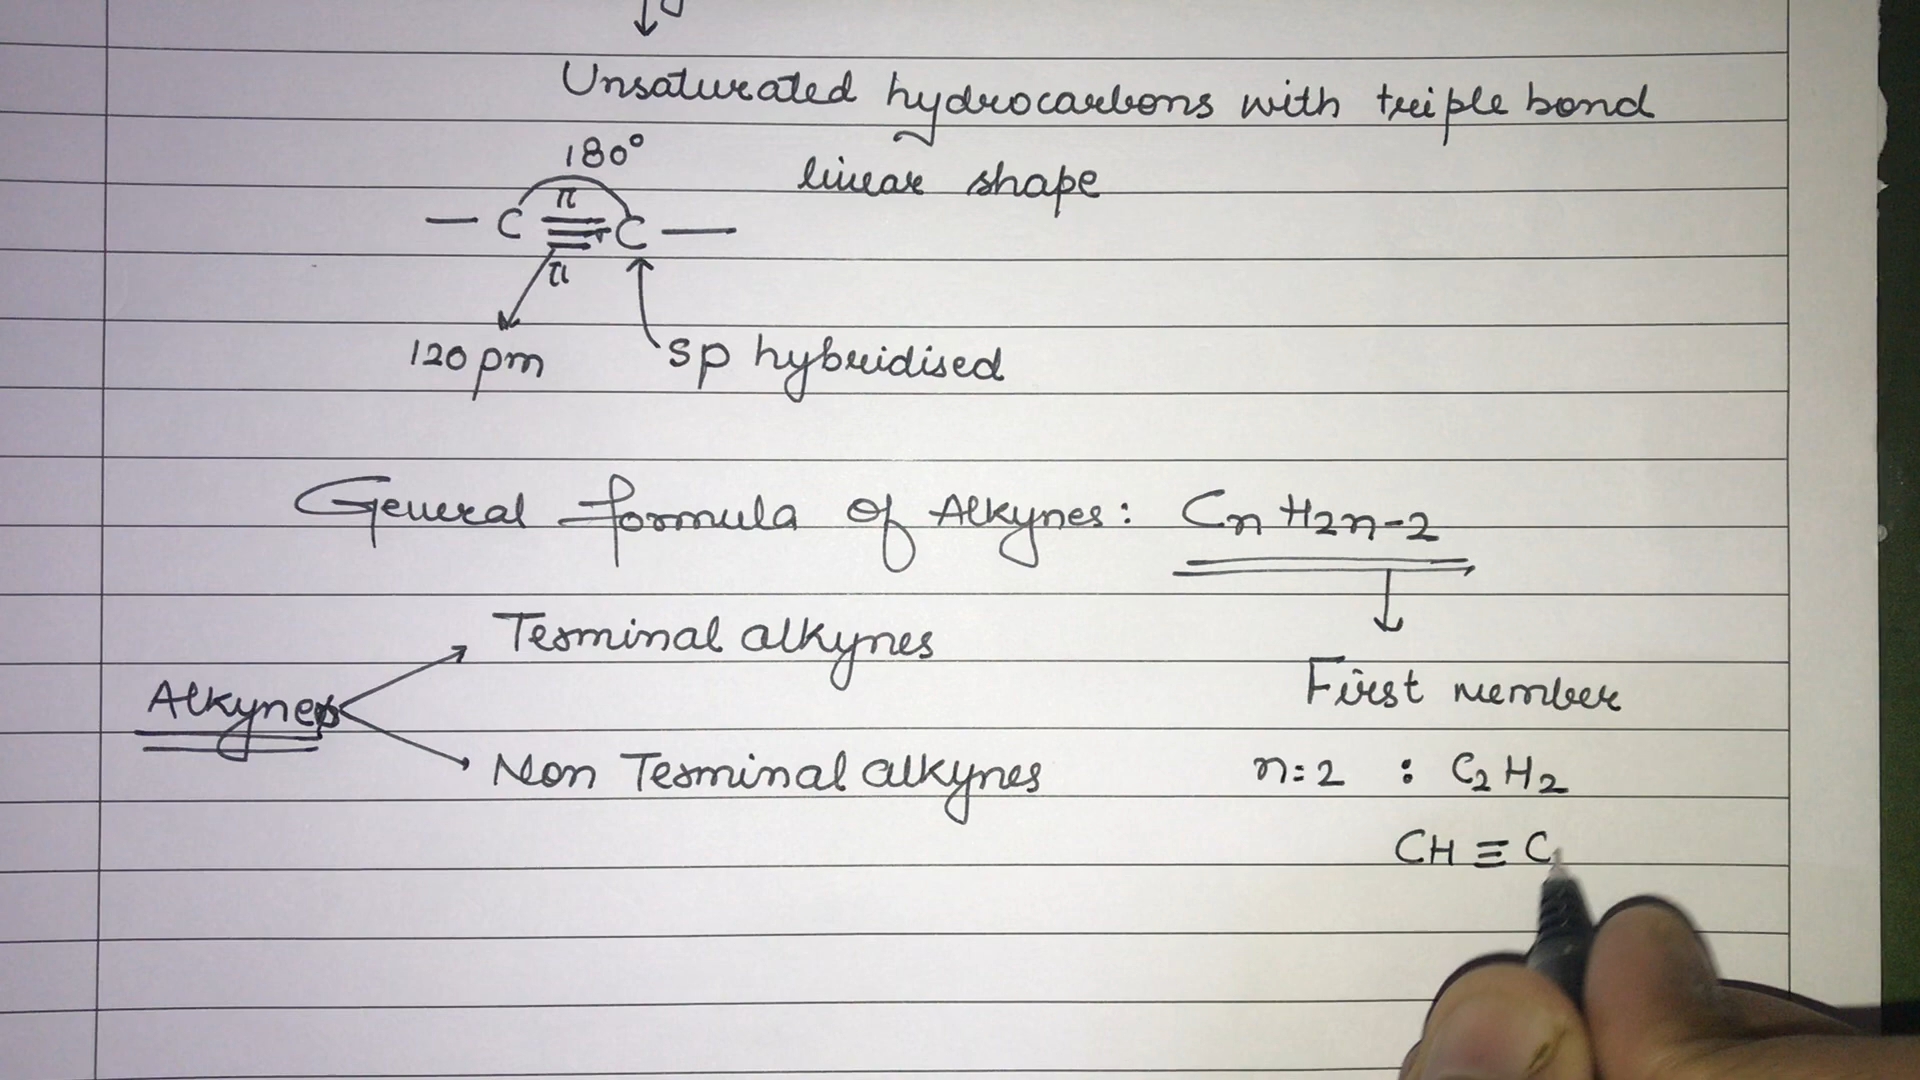 Unsaturated hydrocarbons with triple bond
180° linear shape
π
— C ≡ C —
π
120 pm sp hybridised
General formula of Alkynes: CnH2n-2
Terminal alkynes
Alkynes First member
Non Terminal alkynes n=2 : C2H2
CH ≡ C